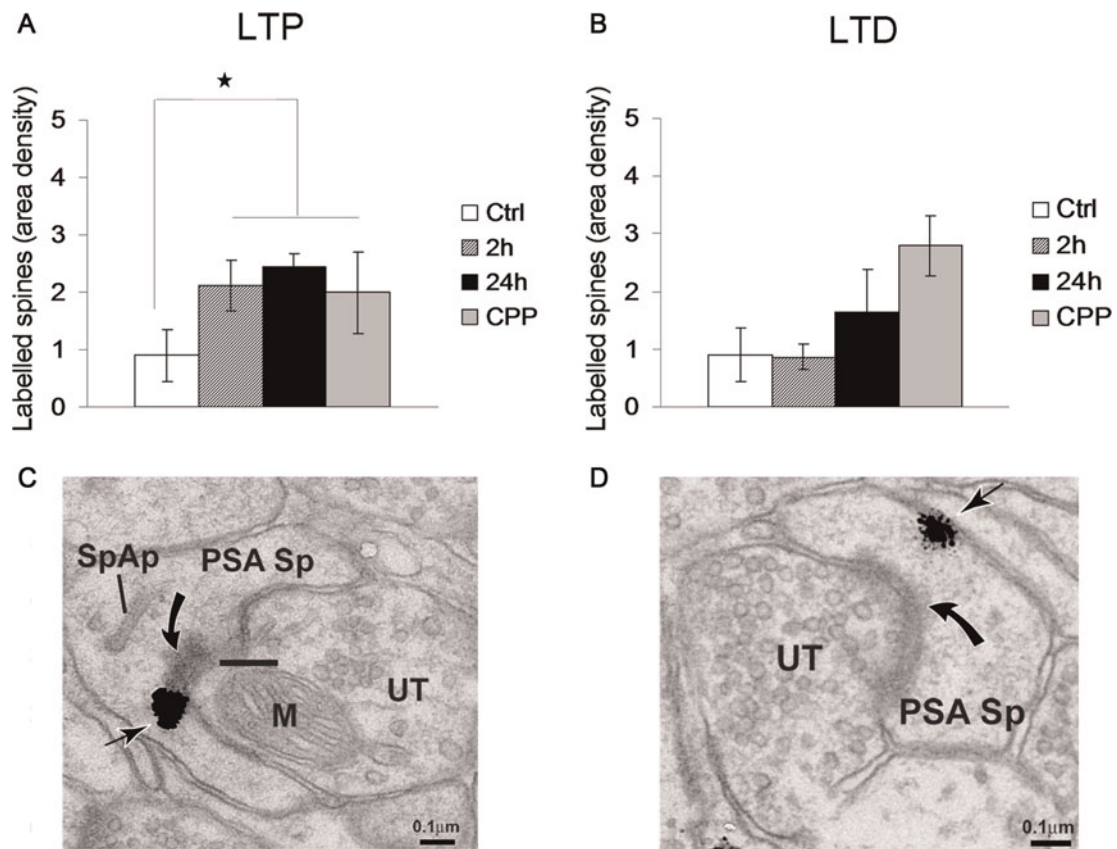 A
LTP
★
Labelled spines (area density)
5
4
3
2
1
0
Ctrl
2h
24h
CPP
B
LTD
Labelled spines (area density)
5
4
3
2
1
0
Ctrl
2h
24h
CPP
C
SpAp
PSA Sp
UT
M
0.1µm
D
UT
PSA Sp
0.1µm